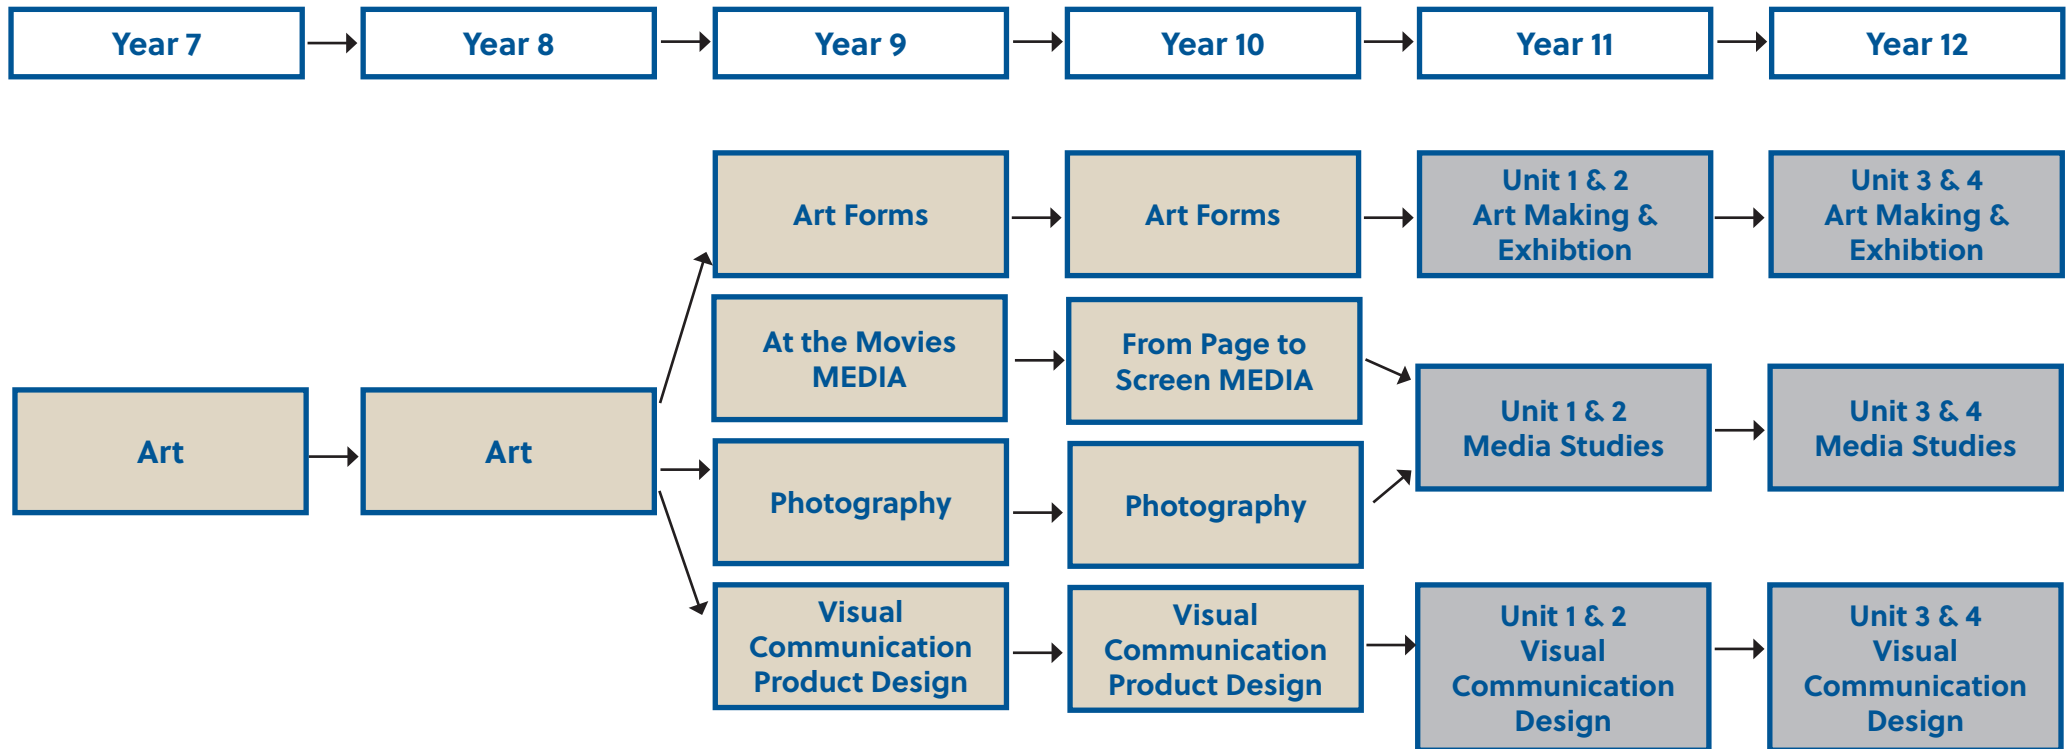 Year 7
Year 8
Year 9
Year 10
Year 11
Year 12
Art Forms
Art Forms
Unit 1 & 2
Art Making &
Exhibtion
Unit 3 & 4
Art Making &
Exhibtion
At the Movies
MEDIA
From Page to
Screen MEDIA
Art
Art
Unit 1 & 2
Media Studies
Unit 3 & 4
Media Studies
Photography
Photography
Visual
Communication
Product Design
Visual
Communication
Product Design
Unit 1 & 2
Visual
Communication
Design
Unit 3 & 4
Visual
Communication
Design